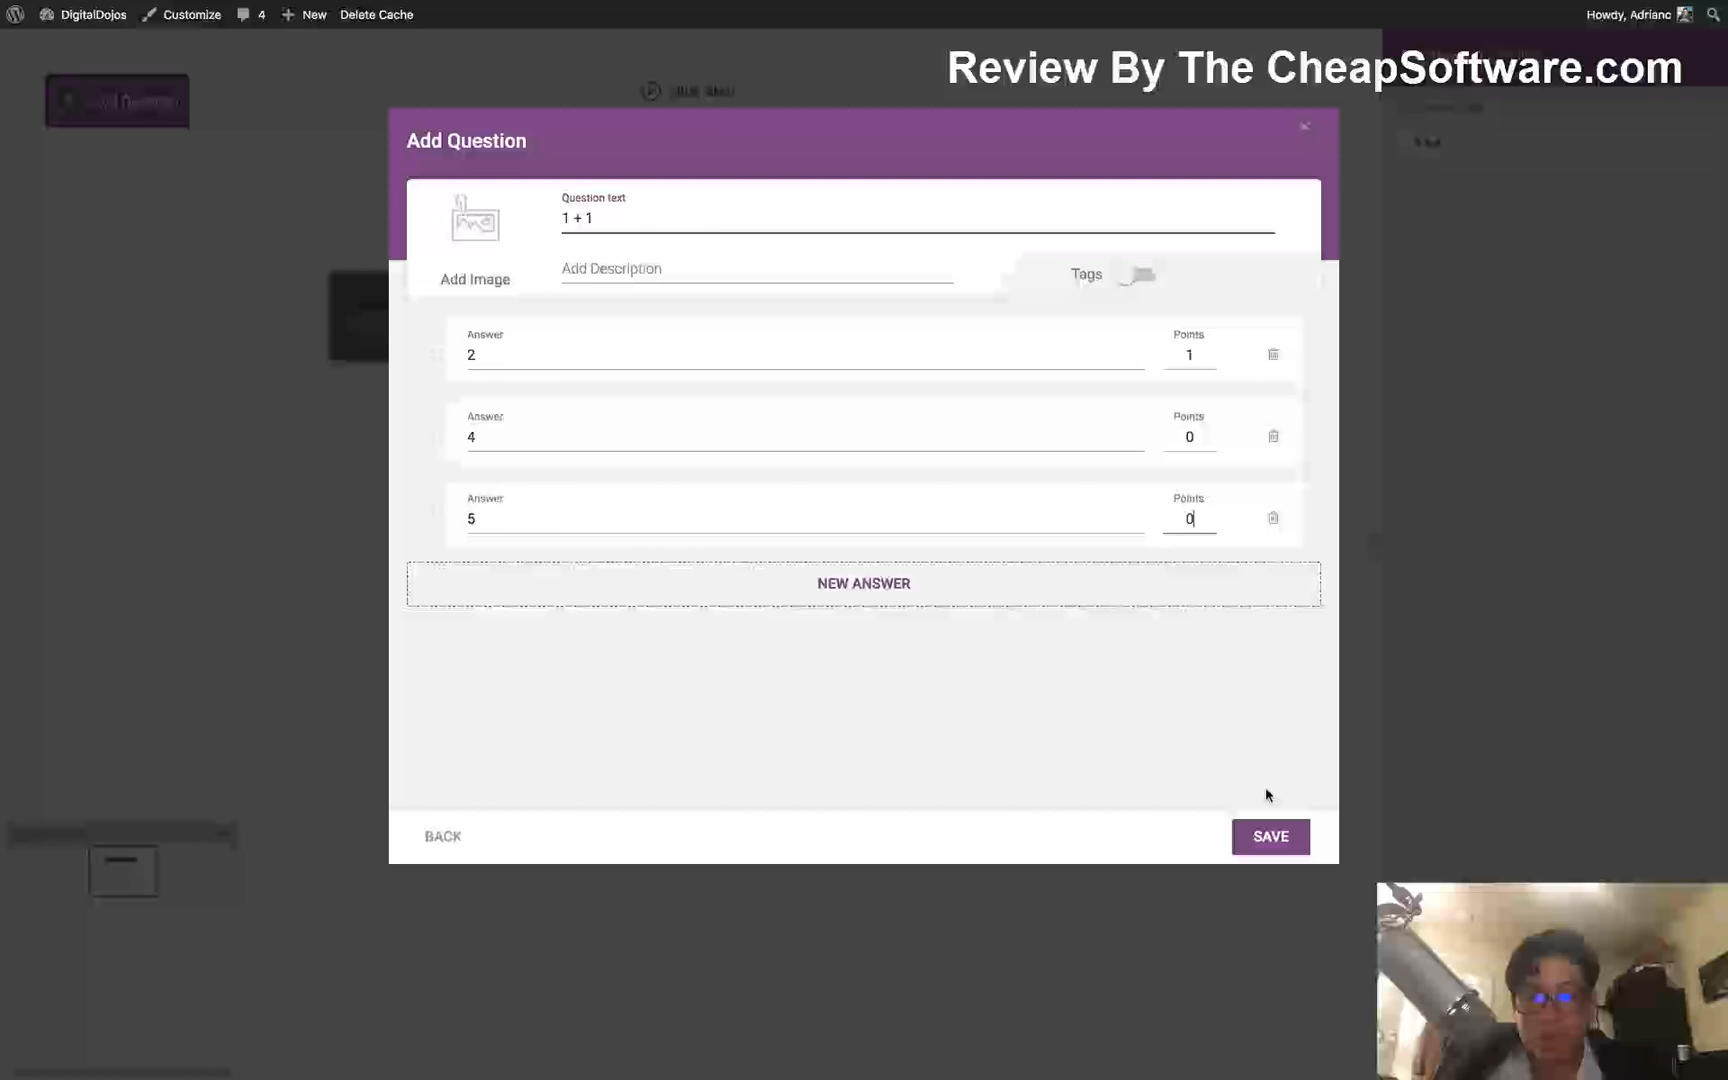 DigitalDojos Customize 4 New Delete Cache Howdy, Adrianc
Review By The CheapSoftware.com
Add Question
Question text
1 + 1
Add Image
Add Description
Tags
Answer
Points
2
1
Answer
Points
4
0
Answer
Points
5
0
NEW ANSWER
BACK
SAVE